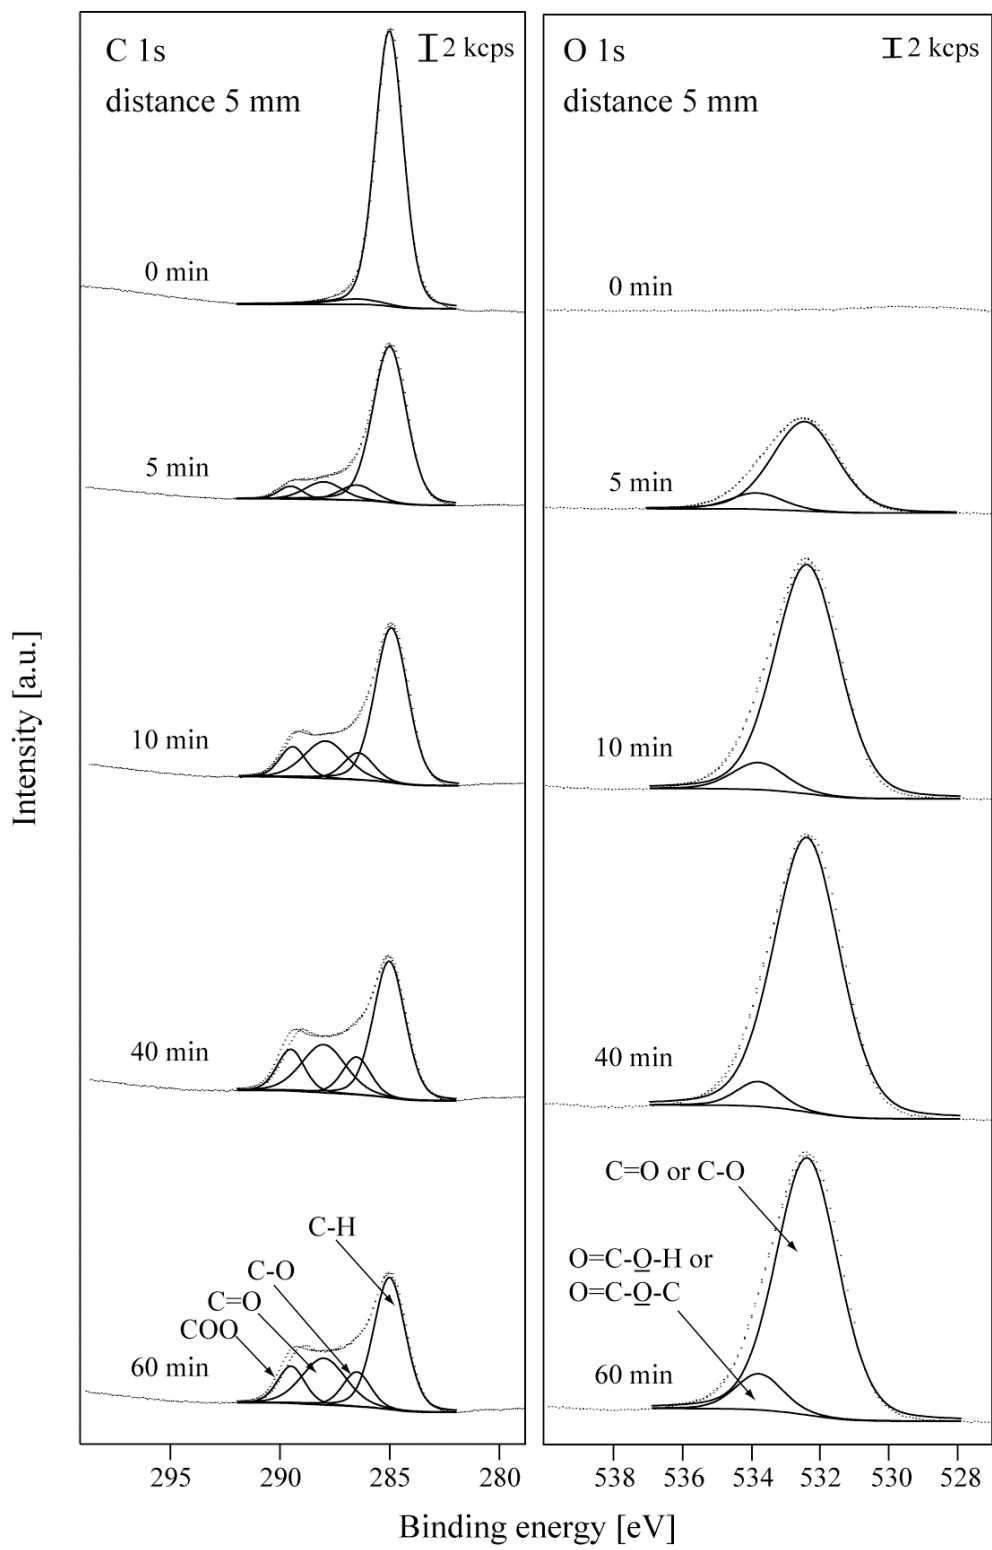 C 1s
2 kcps
distance 5 mm
0 min
5 min
10 min
40 min
C-H
C-O
C=O
COO
60 min
295
290
285
280
O 1s
2 kcps
0 min
5 min
10 min
40 min
C=O or C-O
O=C-O-H or
O=C-O-C
60 min
538
536
534
532
530
528
distance 5 mm
Intensity [a.u.]
Binding energy [eV]